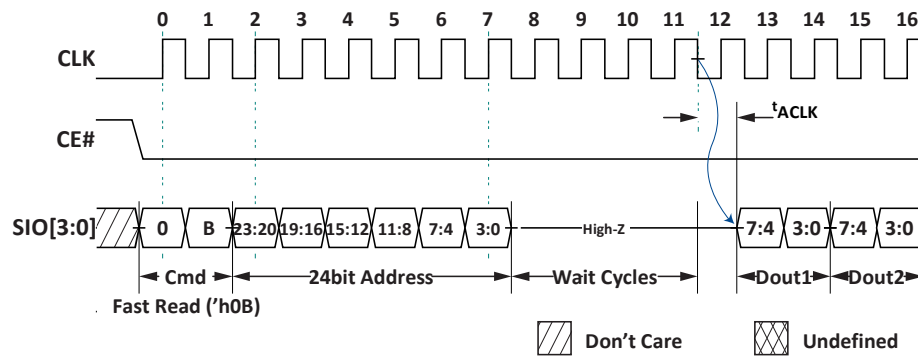 0 1 2 3 4 5 6 7 8 9 10 11 12 13 14 15 16
CLK
tACLK
CE#
SIO[3:0] 0 B 23:20 19:16 15:12 11:8 7:4 3:0 High-Z 7:4 3:0 7:4 3:0
Cmd 24bit Address Wait Cycles Dout1 Dout2
Fast Read ('h0B)
Don't Care Undefined